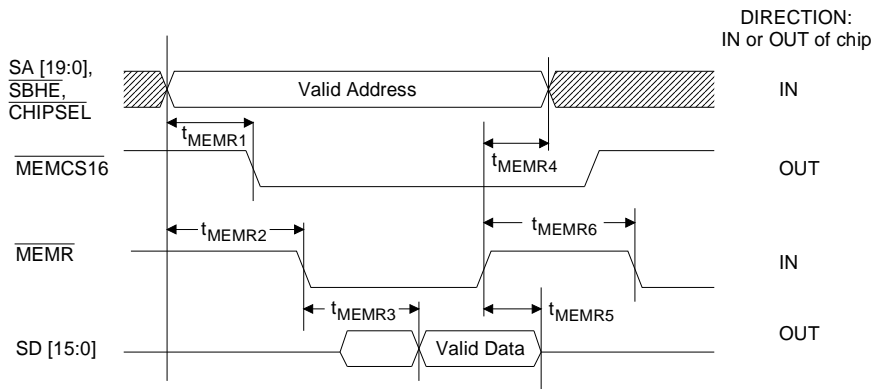 DIRECTION:
IN or OUT of chip
SA [19:0],
SBHE,
CHIPSEL
Valid Address
IN
tMEMR1
tMEMR4
MEMCS16
OUT
tMEMR2
tMEMR6
MEMR
IN
tMEMR3
tMEMR5
OUT
SD [15:0]
Valid Data